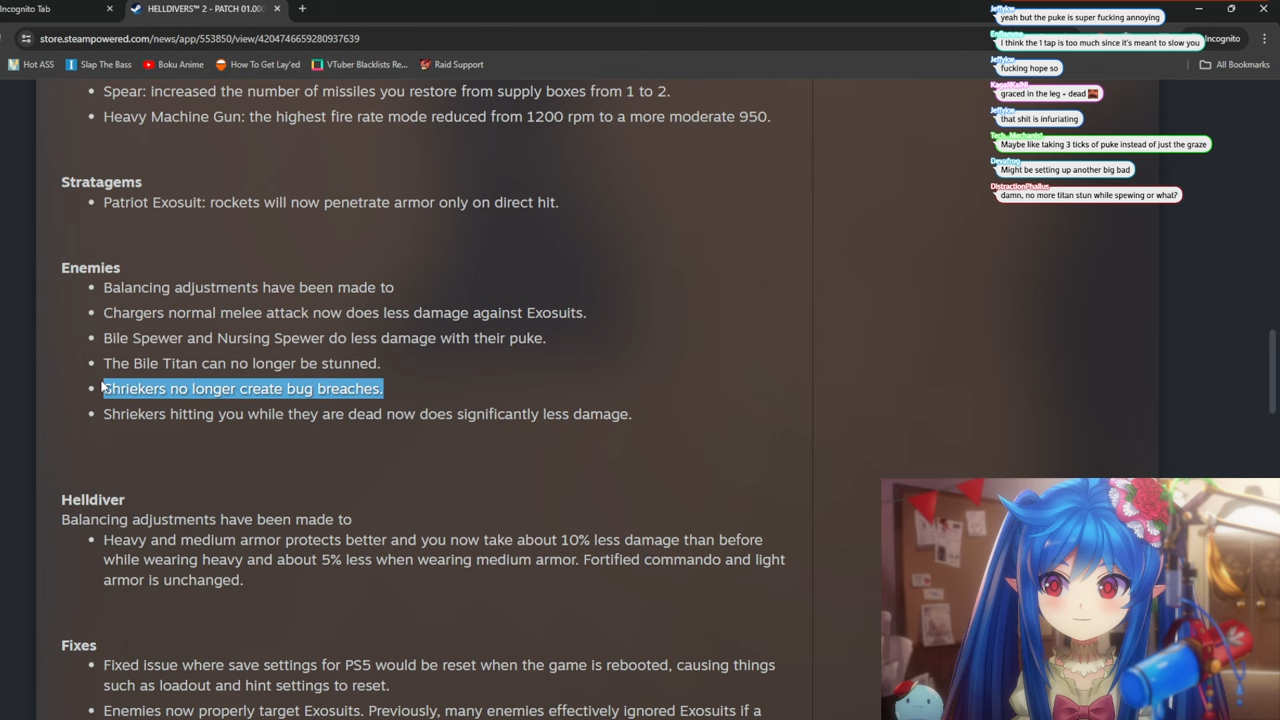 ncognito Tab
HELLDIVERS™ 2 - PATCH 01.00
store.steampowered.com/news/app/553850/view/4204746959280937639
Incognito
Hot ASS
Slap The Bass
Boku Anime
How To Get Lay'ed
VTuber Blacklists Re...
Raid Support
All Bookmarks
Jeffylow
yeah but the puke is super fucking annoying
I think the 1 tap is too much since it's meant to slow you
fucking hope so
graced in the leg = dead
that shit is infuriating
Tech_Mechanist
Maybe like taking 3 ticks of puke instead of just the graze
Devafrog
Might be setting up another big bad
DistractionPhallus
damn, no more titan stun while spewing or what?
Spear: increased the number missiles you restore from supply boxes from 1 to 2.
Heavy Machine Gun: the highest fire rate mode reduced from 1200 rpm to a more moderate 950.
Stratagems
Patriot Exosuit: rockets will now penetrate armor only on direct hit.
Enemies
Balancing adjustments have been made to
Chargers normal melee attack now does less damage against Exosuits.
Bile Spewer and Nursing Spewer do less damage with their puke.
The Bile Titan can no longer be stunned.
Shriekers no longer create bug breaches.
Shriekers hitting you while they are dead now does significantly less damage.
Helldiver
Balancing adjustments have been made to
Heavy and medium armor protects better and you now take about 10% less damage than before
while wearing heavy and about 5% less when wearing medium armor. Fortified commando and light
armor is unchanged.
Fixes
Fixed issue where save settings for PS5 would be reset when the game is rebooted, causing things
such as loadout and hint settings to reset.
Enemies now properly target Exosuits. Previously, many enemies effectively ignored Exosuits if a